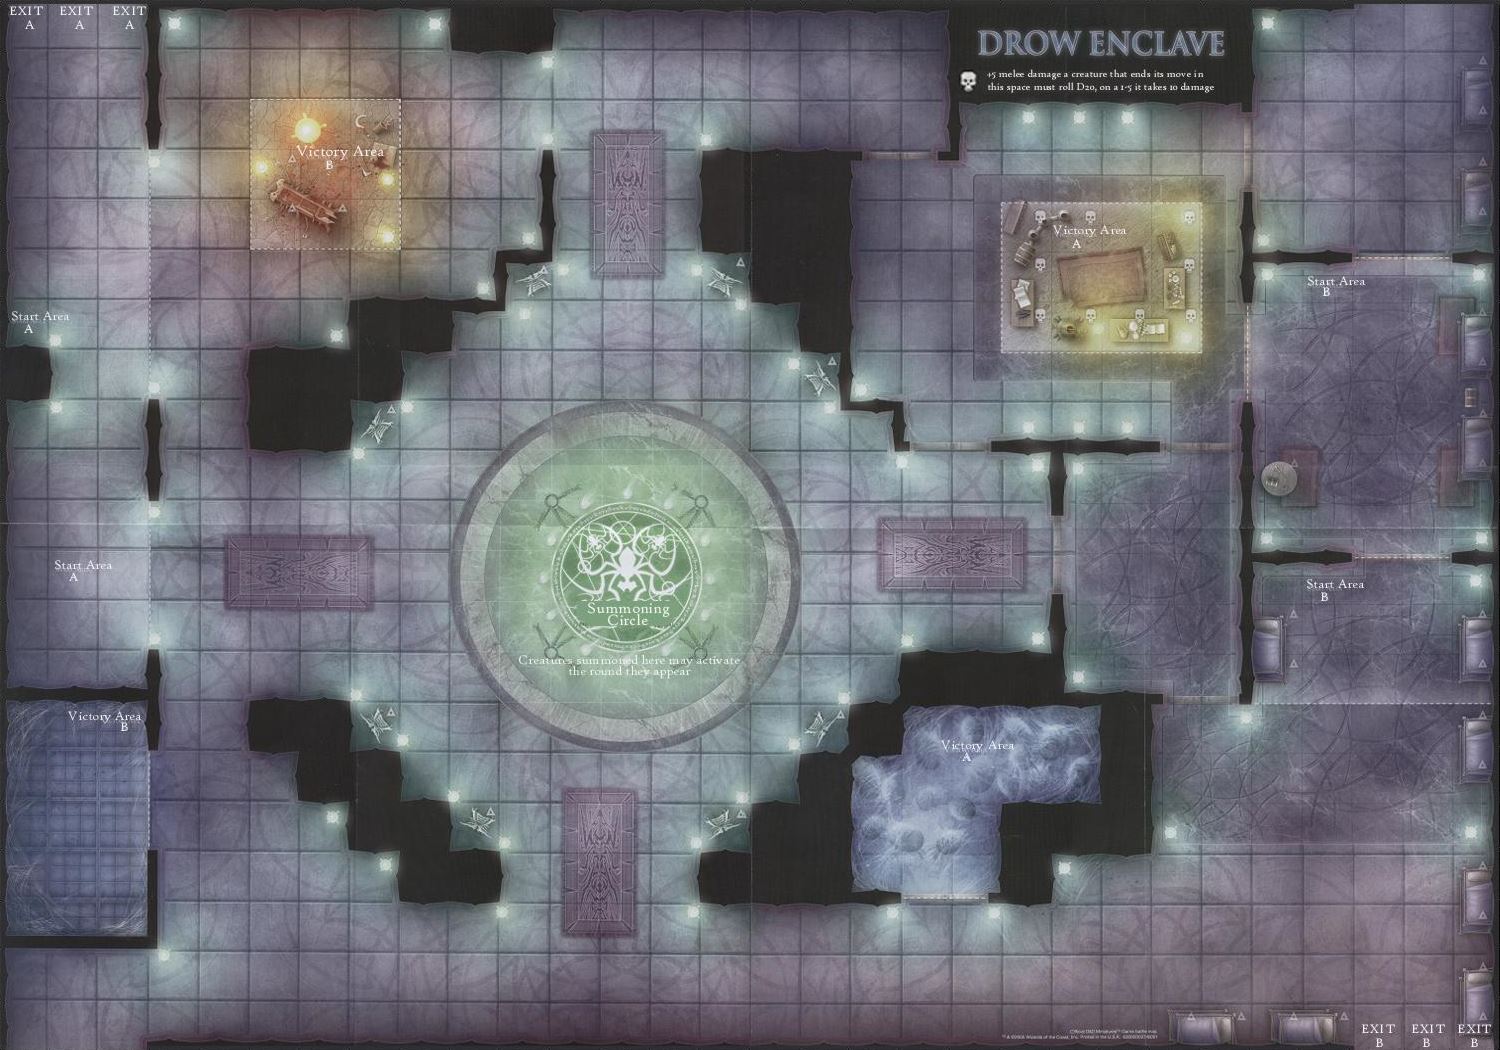 EXIT EXIT EXIT
A A A
DROW ENCLAVE
+5 melee damage a creature that ends its move in
this space must roll D20, on a 1-5 it takes 10 damage
Victory Area
B
Victory Area
A
Start Area
B
Start Area
A
Start Area
A
Start Area
B
Summoning
Circle
Creatures summoned here may activate
the round they appear
Victory Area
B
Victory Area
A
EXIT EXIT EXIT
B B B